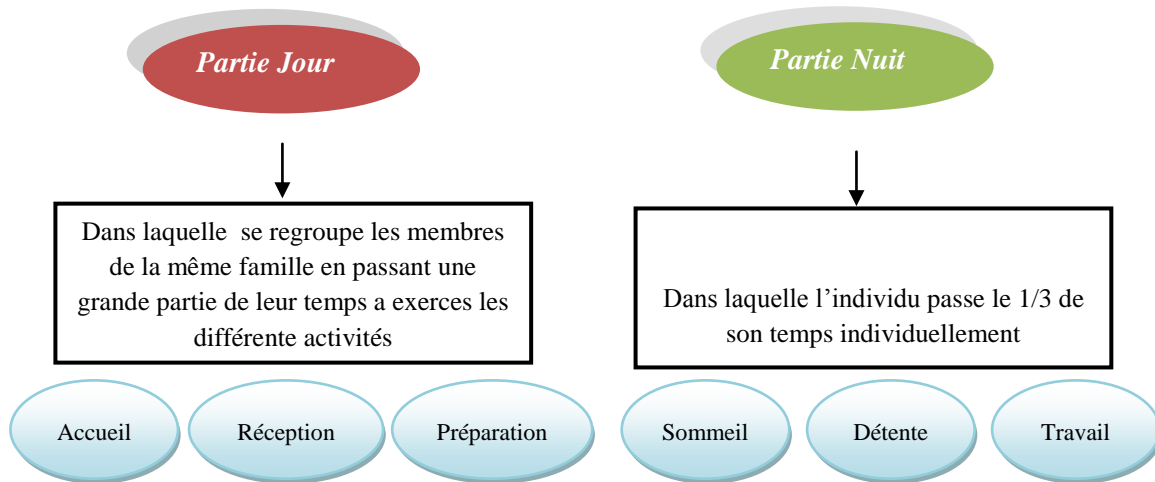 Partie Jour
Partie Nuit
Dans laquelle se regroupe les membres
de la même famille en passant une
grande partie de leur temps a exerces les
différente activités
Dans laquelle l’individu passe le 1/3 de
son temps individuellement
Accueil
Réception
Préparation
Sommeil
Détente
Travail